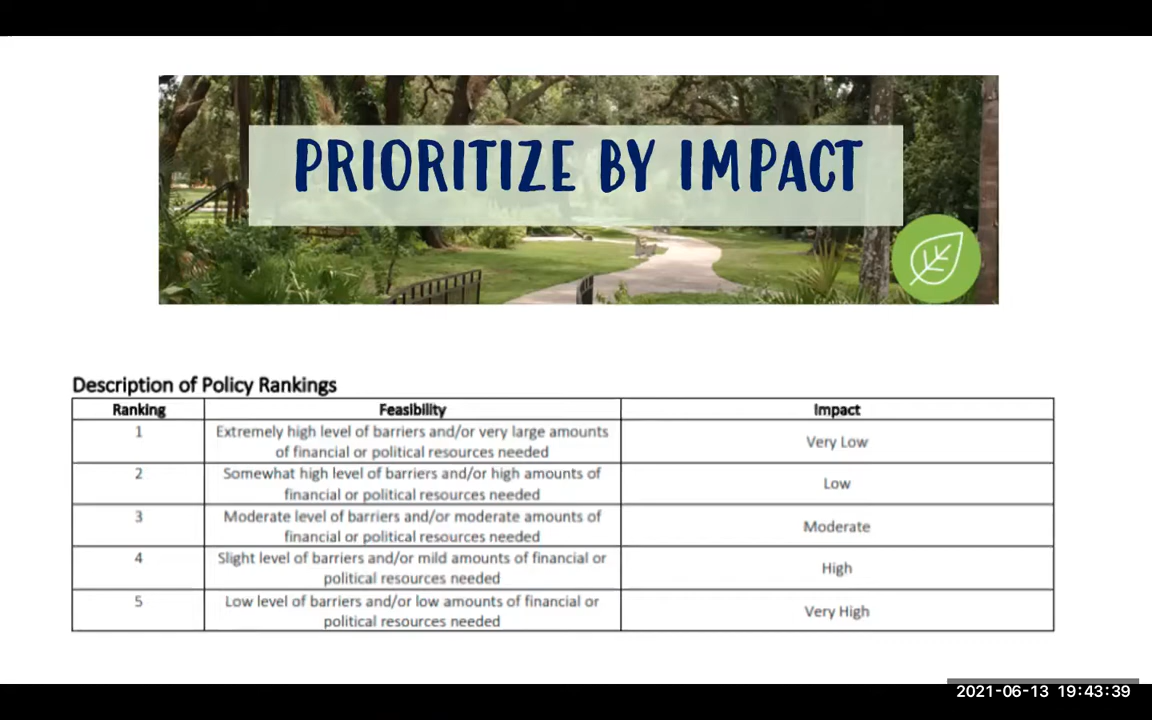 PRIORITIZE BY IMPACT
Description of Policy Rankings
Ranking Feasibility Impact
1 Extremely high level of barriers and/or very large amounts
of financial or political resources needed Very Low
2 Somewhat high level of barriers and/or high amounts of
financial or political resources needed Low
3 Moderate level of barriers and/or moderate amounts of
financial or political resources needed Moderate
4 Slight level of barriers and/or mild amounts of financial or
political resources needed High
5 Low level of barriers and/or low amounts of financial or
political resources needed Very High
2021-06-13 19:43:39